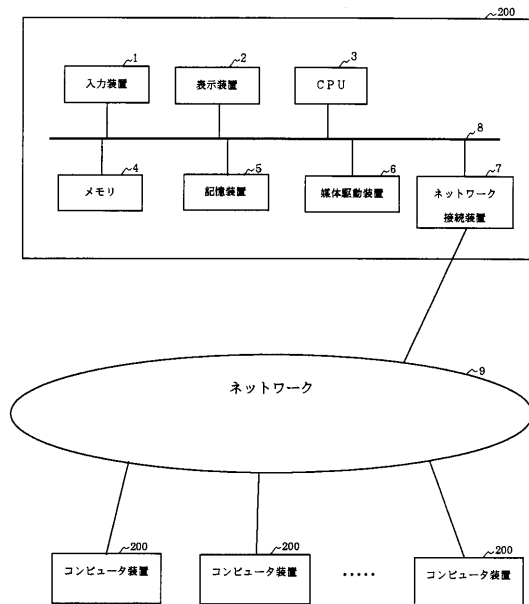 200
1
2
3
入力装置
表示装置
CPU
8
4
5
6
7
メモリ
記憶装置
媒体駆動装置
ネットワーク
接続装置
9
ネットワーク
200
200
200
コンピュータ装置
コンピュータ装置
.....
コンピュータ装置